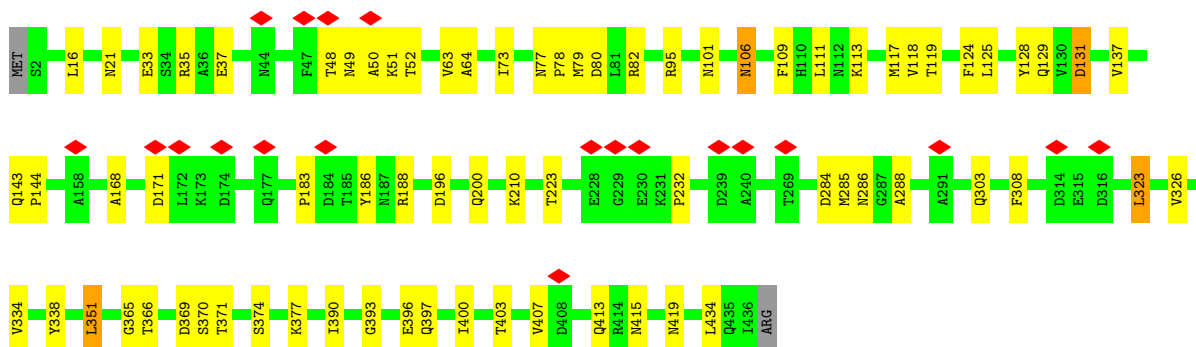 MET S2 L16 N21 E33 S34 R35 A36 E37 N44 F47 T48 N49 A50 K51 T52 V63 A64 I73 N77 P78 M79 D80 L81 R82 R95 N101 N106 F109 H110 L111 N112 K113 M117 V118 T119 F124 L125 Y128 Q129 V130 D131 V137
Q143 P144 A158 A168 D171 L172 K173 D174 Q177 P183 D184 T185 Y186 N187 R188 D196 Q200 K210 T223 E228 G229 E230 K231 P232 D239 A240 T269 D284 M285 N286 G287 A288 A291 Q303 F308 D314 E315 D316 L323 V326
V334 Y338 L351 G365 T366 D369 S370 T371 S374 K377 I390 G393 E396 Q397 I400 T403 V407 D408 Q413 R414 N415 N419 L434 Q435 I436 ARG